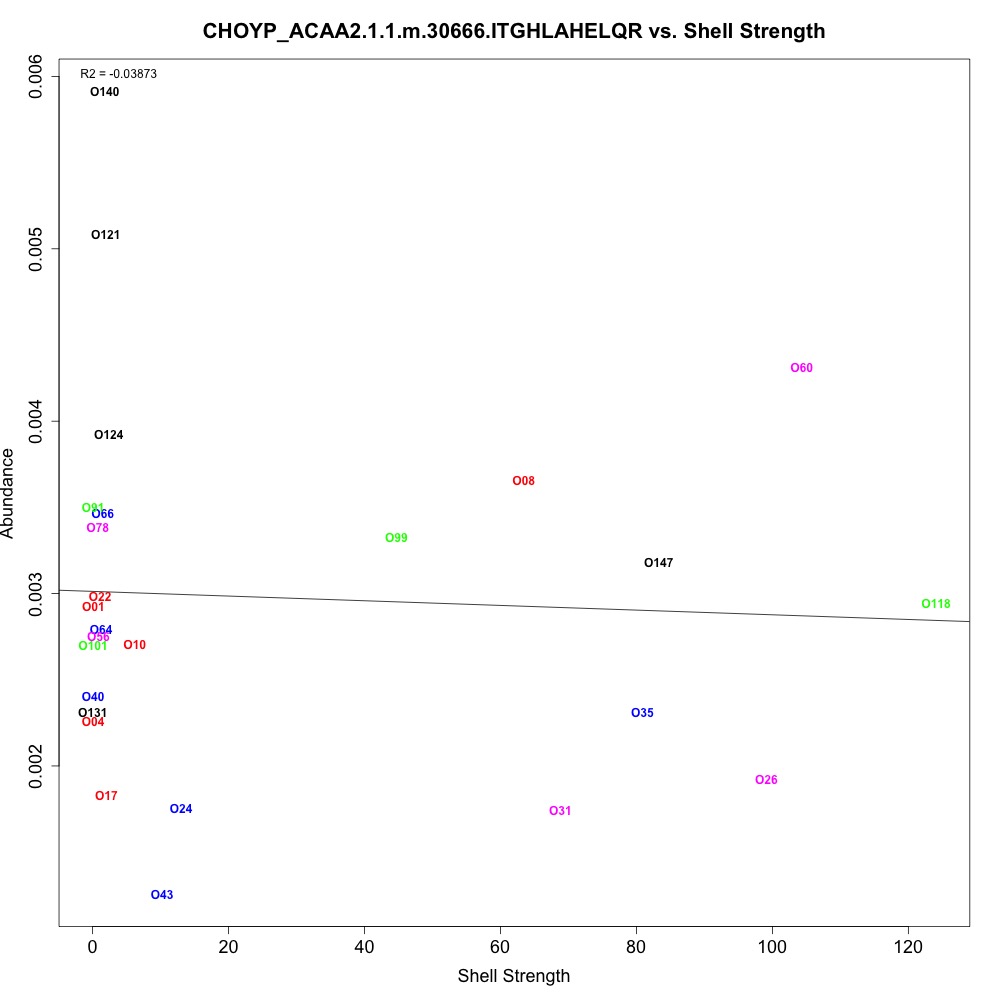 CHOYP_ACAA2.1.1.m.30666.ITGHLAHELQR vs. Shell Strength
R2 = -0.03873
0.006
O140
O121
0.005
O60
0.004
O124
O08
O91
O66
O78
O99
O147
0.003
O22
O01
O118
O64
O56
O101
O10
O40
O131
O04
O35
0.002
O26
O17
O24
O31
O43
Abundance
0
20
40
60
80
100
120
Shell Strength